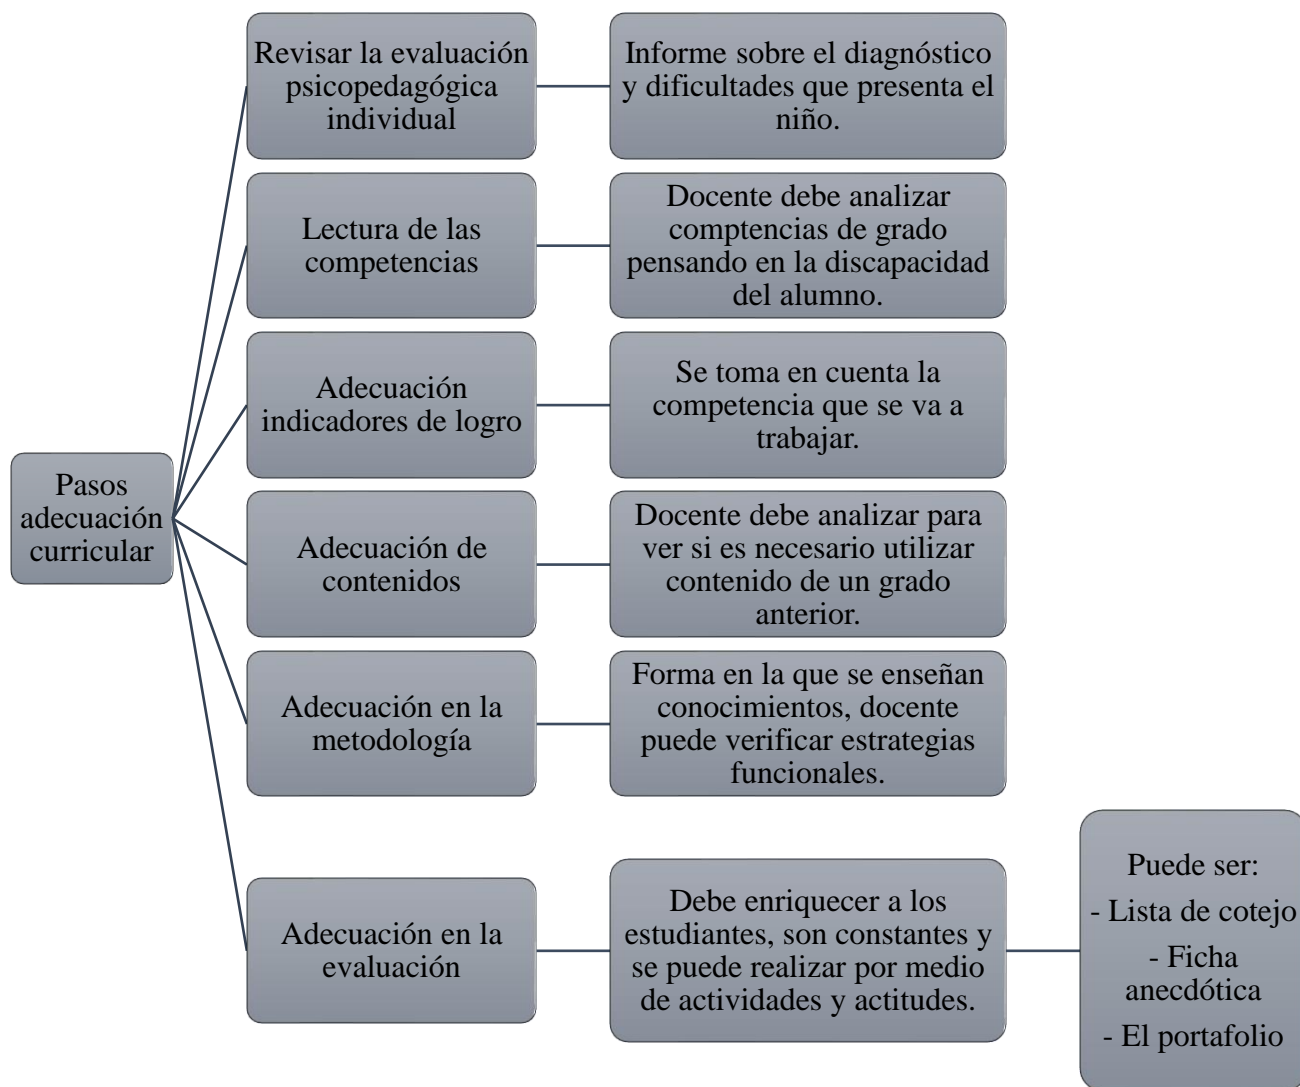 Pasos
adecuación
curricular
Revisar la evaluación
psicopedagógica
individual
Informe sobre el diagnóstico
y dificultades que presenta el
niño.
Lectura de las
competencias
Docente debe analizar
comptencias de grado
pensando en la discapacidad
del alumno.
Adecuación
indicadores de logro
Se toma en cuenta la
competencia que se va a
trabajar.
Adecuación de
contenidos
Docente debe analizar para
ver si es necesario utilizar
contenido de un grado
anterior.
Adecuación en la
metodología
Forma en la que se enseñan
conocimientos, docente
puede verificar estrategias
funcionales.
Adecuación en la
evaluación
Debe enriquecer a los
estudiantes, son constantes y
se puede realizar por medio
de actividades y actitudes.
Puede ser:
- Lista de cotejo
- Ficha
anecdótica
- El portafolio